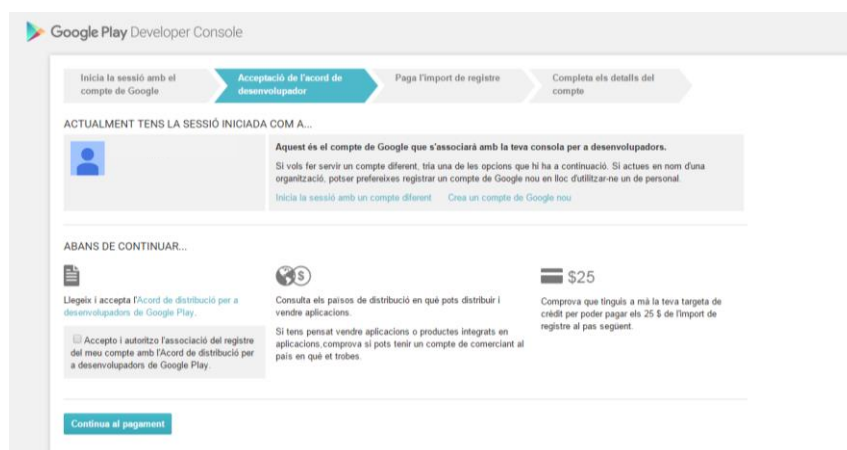 Google Play Developer Console
Inicia la sessió amb el
compte de Google
Acceptació de l'acord de
desenvolupador
Paga l'import de registre
Completa els detalls del
compte
ACTUALMENT TENS LA SESSIÓ INICIADA COM A...
Aquest és el compte de Google que s'associarà amb la teva consola per a desenvolupadors.
Si vols fer servir un compte diferent, tria una de les opcions que hi ha a continuació. Si actues en nom d'una
organització, potser prefereixes registrar un compte de Google nou en lloc d'utilitzar-ne un de personal.
Inicia la sessió amb un compte diferent Crea un compte de Google nou
ABANS DE CONTINUAR...
Llegeix i accepta l'Acord de distribució per a
desenvolupadors de Google Play.
Accepto i autoritzo l'associació del registre
del meu compte amb l'Acord de distribució per
a desenvolupadors de Google Play.
Consulta els països de distribució en què pots distribuir i
vendre aplicacions.
Si tens pensat vendre aplicacions o productes integrats en
aplicacions,comprova si pots tenir un compte de comerciant al
país en què et trobes.
$25
Comprova que tinguis a mà la teva targeta de
crèdit per poder pagar els 25 $ de l'import de
registre al pas següent.
Continua al pagament